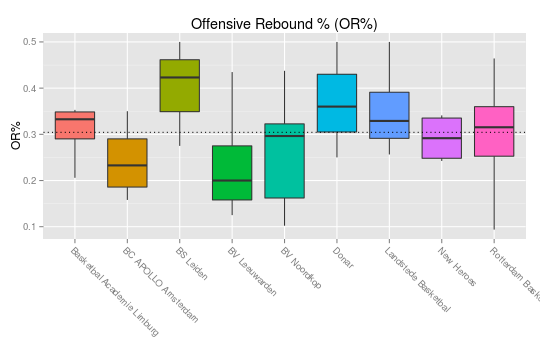 Offensive Rebound % (OR%)
OR%
0.5
0.4
0.3
0.2
0.1
Basketbal Academie Limburg
BC APOLLO Amsterdam
BS Leiden
BV Leeuwarden
BV Noordkop
Donar
Landstede Basketbal
New Heroes
Rotterdam